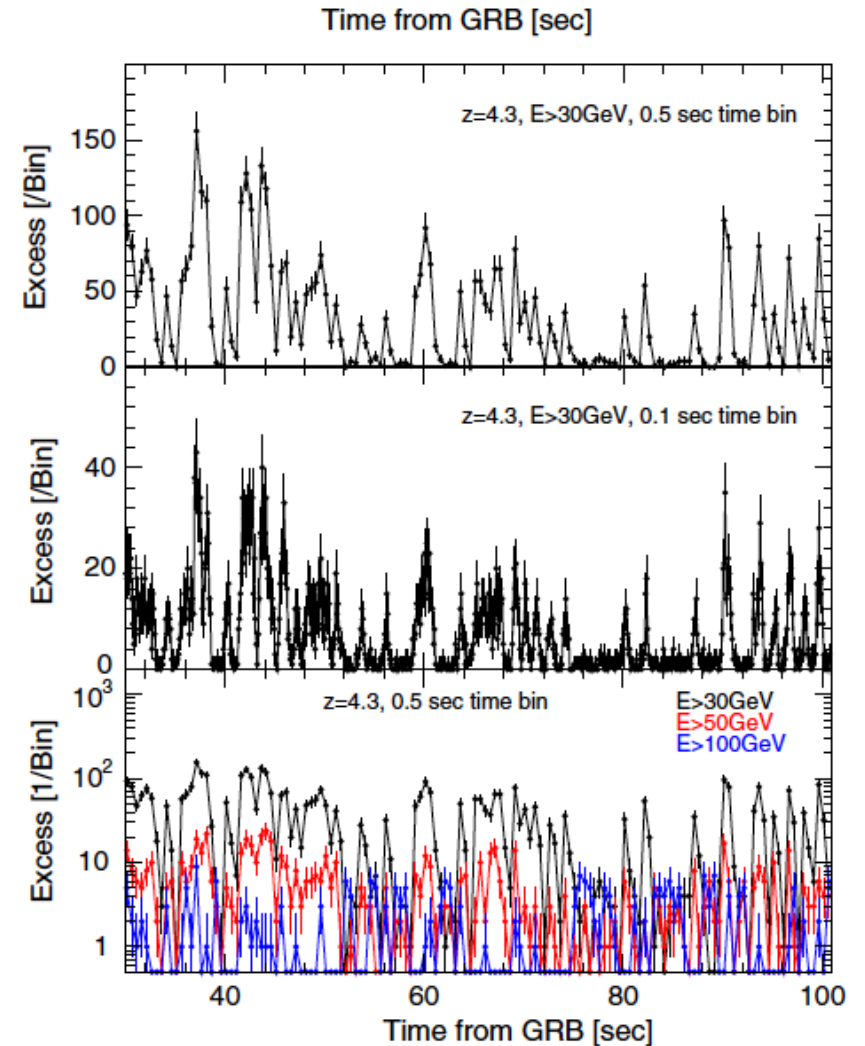 Time from GRB [sec]
z=4.3, E>30GeV, 0.5 sec time bin
Excess [/Bin]
150
100
50
0
z=4.3, E>30GeV, 0.1 sec time bin
Excess [/Bin]
40
20
0
z=4.3, 0.5 sec time bin
E>30GeV
E>50GeV
E>100GeV
Excess [1/Bin]
10³
10²
10
1
40 60 80 100
Time from GRB [sec]